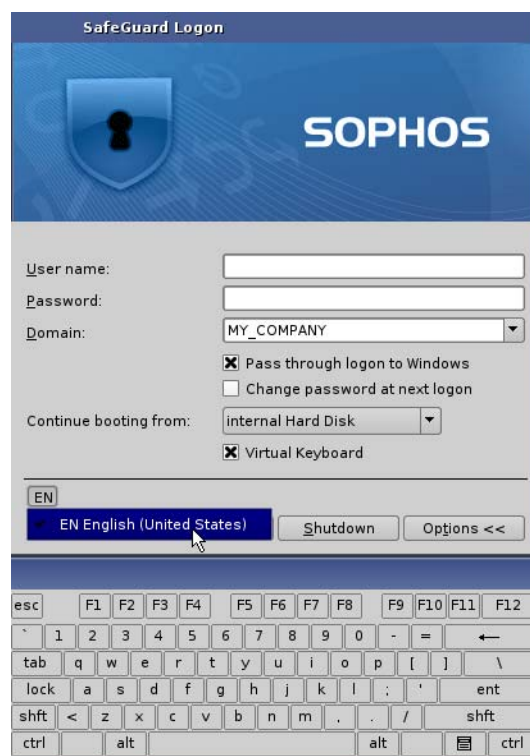 SafeGuard Logon
SOPHOS
User name:
Password:
Domain: MY_COMPANY
Pass through logon to Windows
Change password at next logon
Continue booting from: internal Hard Disk
Virtual Keyboard
EN
EN English (United States) Shutdown Options <<
esc F1 F2 F3 F4 F5 F6 F7 F8 F9 F10 F11 F12
` 1 2 3 4 5 6 7 8 9 0 - = ←
tab q w e r t y u i o p [ ] \
lock a s d f g h j k l ; ' ent
shft < z x c v b n m , . / shft
ctrl alt alt ctrl